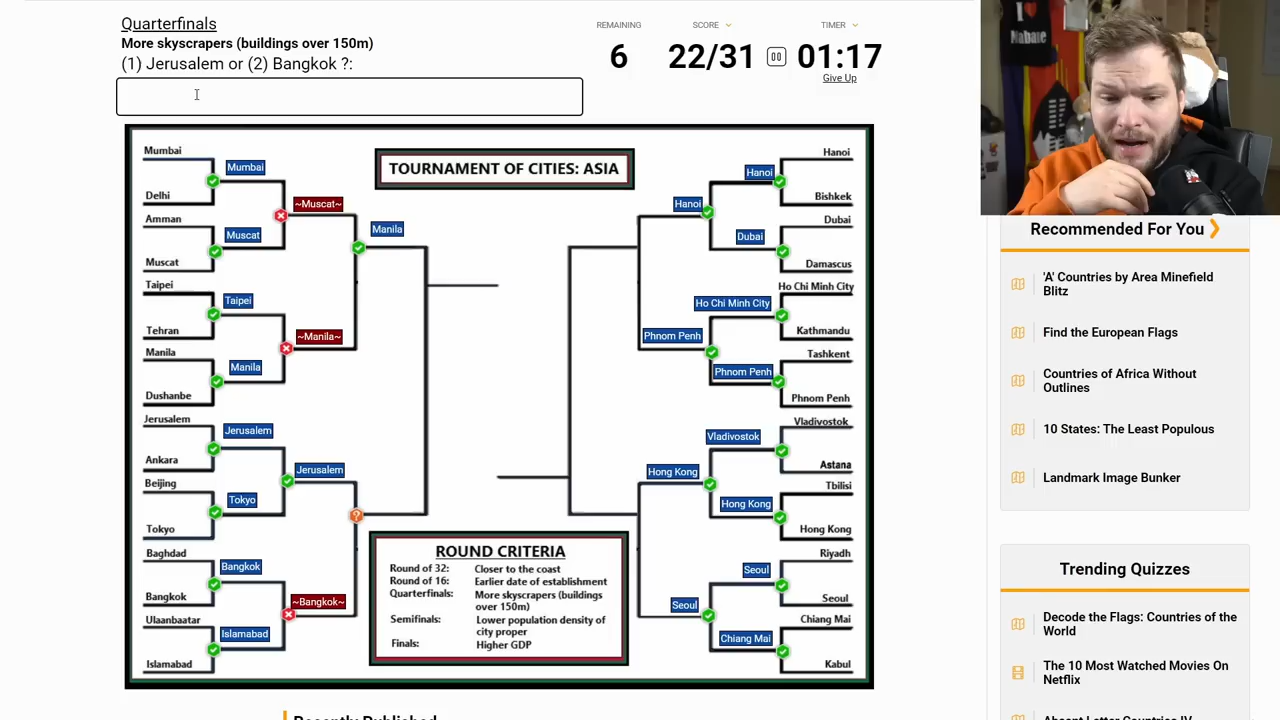 Quarterfinals
More skyscrapers (buildings over 150m)
(1) Jerusalem or (2) Bangkok ?:
REMAINING
6
SCORE
22/31
TIMER
01:17
Give Up
TOURNAMENT OF CITIES: ASIA
Mumbai
Delhi
Amman
Muscat
Taipei
Tehran
Manila
Dushanbe
Jerusalem
Ankara
Beijing
Tokyo
Baghdad
Bangkok
Ulaanbaatar
Islamabad
Mumbai
Muscat
Taipei
Manila
Jerusalem
Tokyo
Bangkok
Islamabad
~Muscat~
~Manila~
Jerusalem
~Bangkok~
Manila
Hanoi
Phnom Penh
Hong Kong
Seoul
Hanoi
Dubai
Ho Chi Minh City
Phnom Penh
Vladivostok
Hong Kong
Seoul
Chiang Mai
Hanoi
Bishkek
Dubai
Damascus
Ho Chi Minh City
Kathmandu
Tashkent
Phnom Penh
Vladivostok
Astana
Tbilisi
Hong Kong
Riyadh
Seoul
Chiang Mai
Kabul
ROUND CRITERIA
Round of 32: Closer to the coast
Round of 16: Earlier date of establishment
Quarterfinals: More skyscrapers (buildings
over 150m)
Semifinals: Lower population density of
city proper
Finals: Higher GDP
Recommended For You
'A' Countries by Area Minefield
Blitz
Find the European Flags
Countries of Africa Without
Outlines
10 States: The Least Populous
Landmark Image Bunker
Trending Quizzes
Decode the Flags: Countries of the
World
The 10 Most Watched Movies On
Netflix
Absent Letter Countries IV
Recently Published